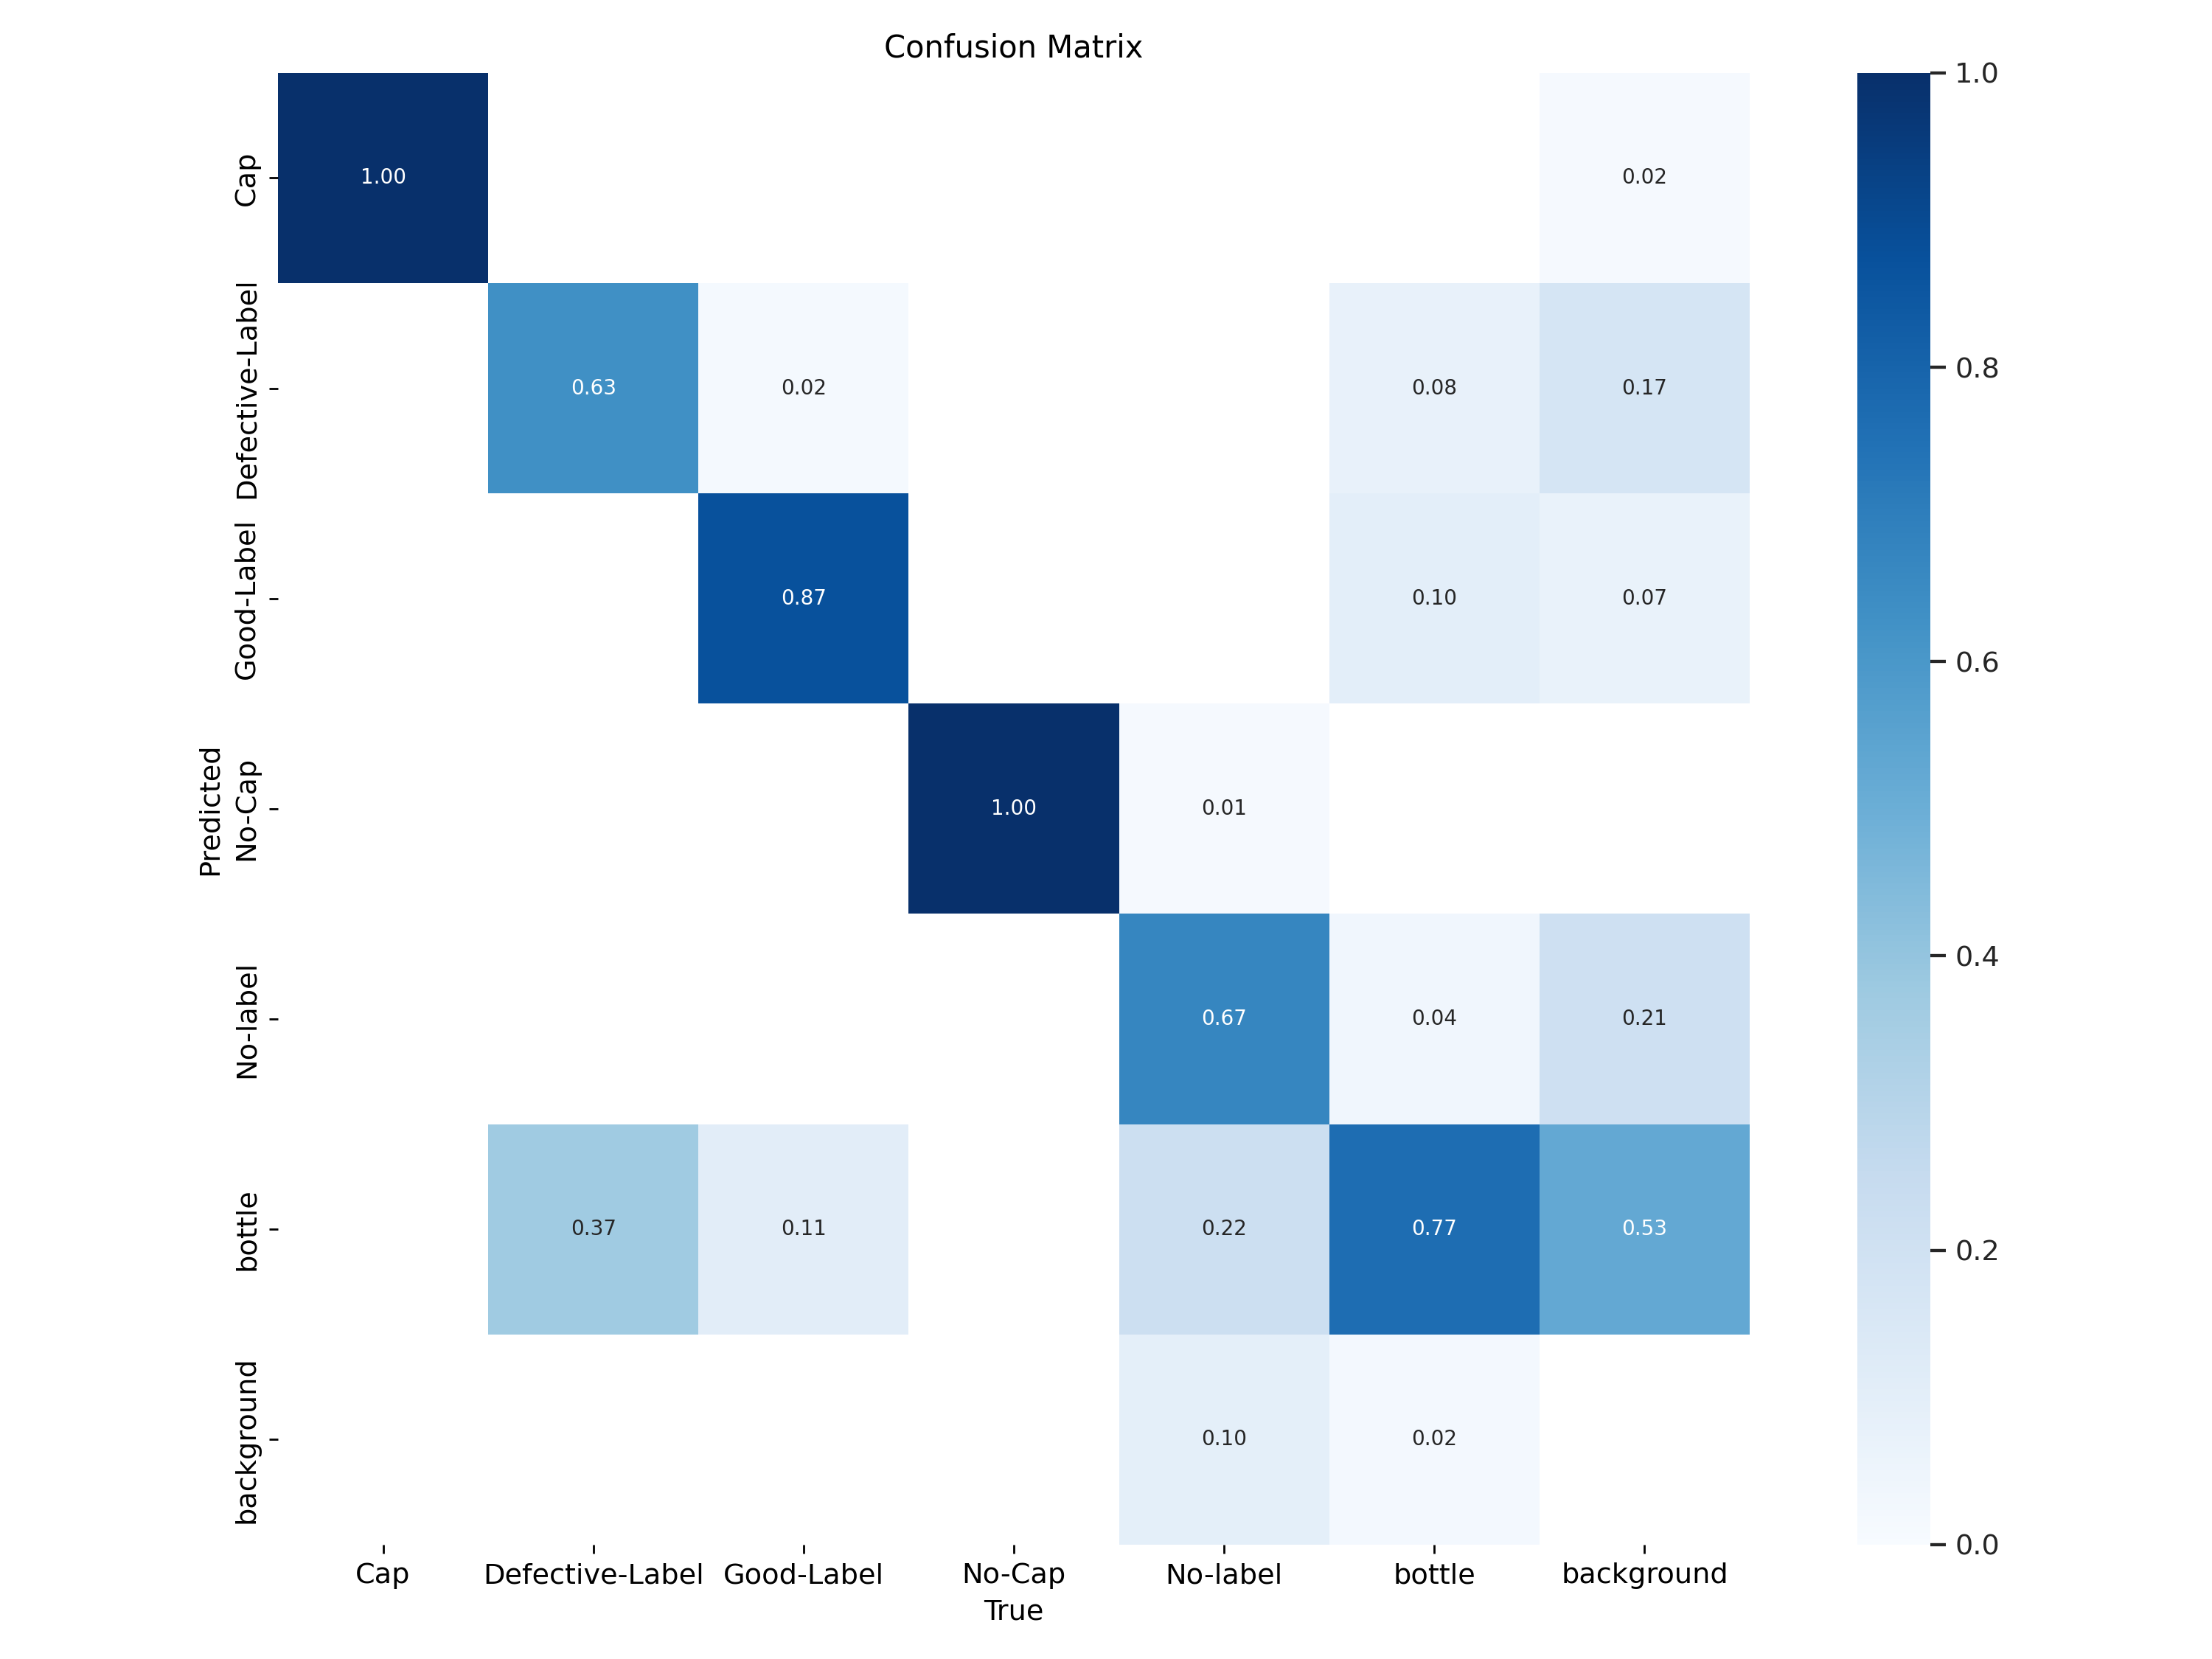 Confusion Matrix
1.0
Cap
1.00
0.02
0.8
Defective-Label
0.63
0.02
0.08
0.17
0.6
Good-Label
0.87
0.10
0.07
Predicted
No-Cap
1.00
0.01
0.4
No-label
0.67
0.04
0.21
bottle
0.37
0.11
0.22
0.77
0.53
0.2
background
0.10
0.02
0.0
Cap
Defective-Label
Good-Label
No-Cap
No-label
bottle
background
True